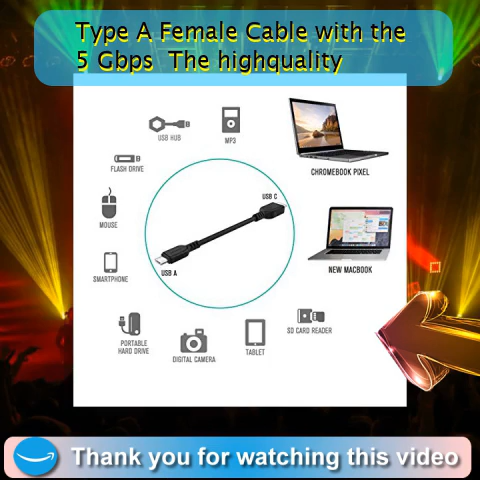 Type A Female Cable with the
5 Gbps The highquality
USB HUB
MP3
FLASH DRIVE
CHROMEBOOK PIXEL
USB C
MOUSE
NEW MACBOOK
USB A
SMARTPHONE
SD CARD READER
PORTABLE
HARD DRIVE
DIGITAL CAMERA
TABLET
Thank you for watching this video